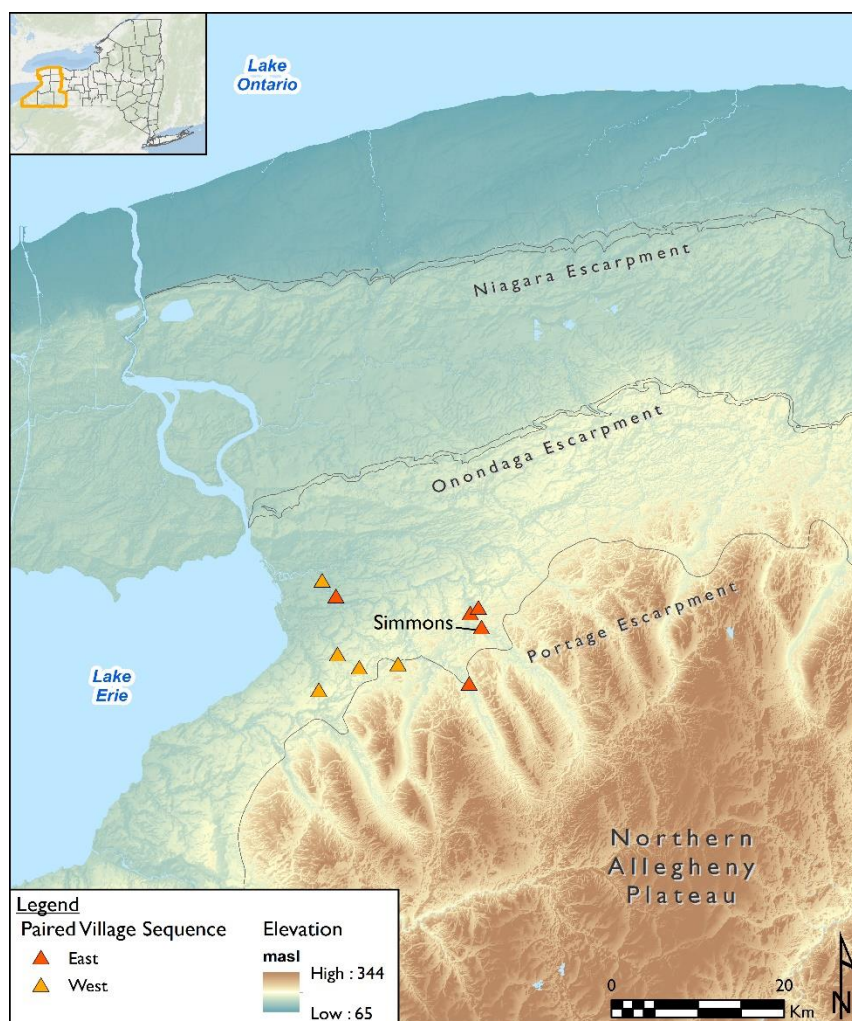 Lake
Ontario
Niagara Escarpment
Onondaga Escarpment
Simmons
Portage Escarpment
Lake
Erie
Northern
Allegheny
Plateau
Legend
Paired Village Sequence
East
West
Elevation
masl
High : 344
Low : 65
0
20
Km
N